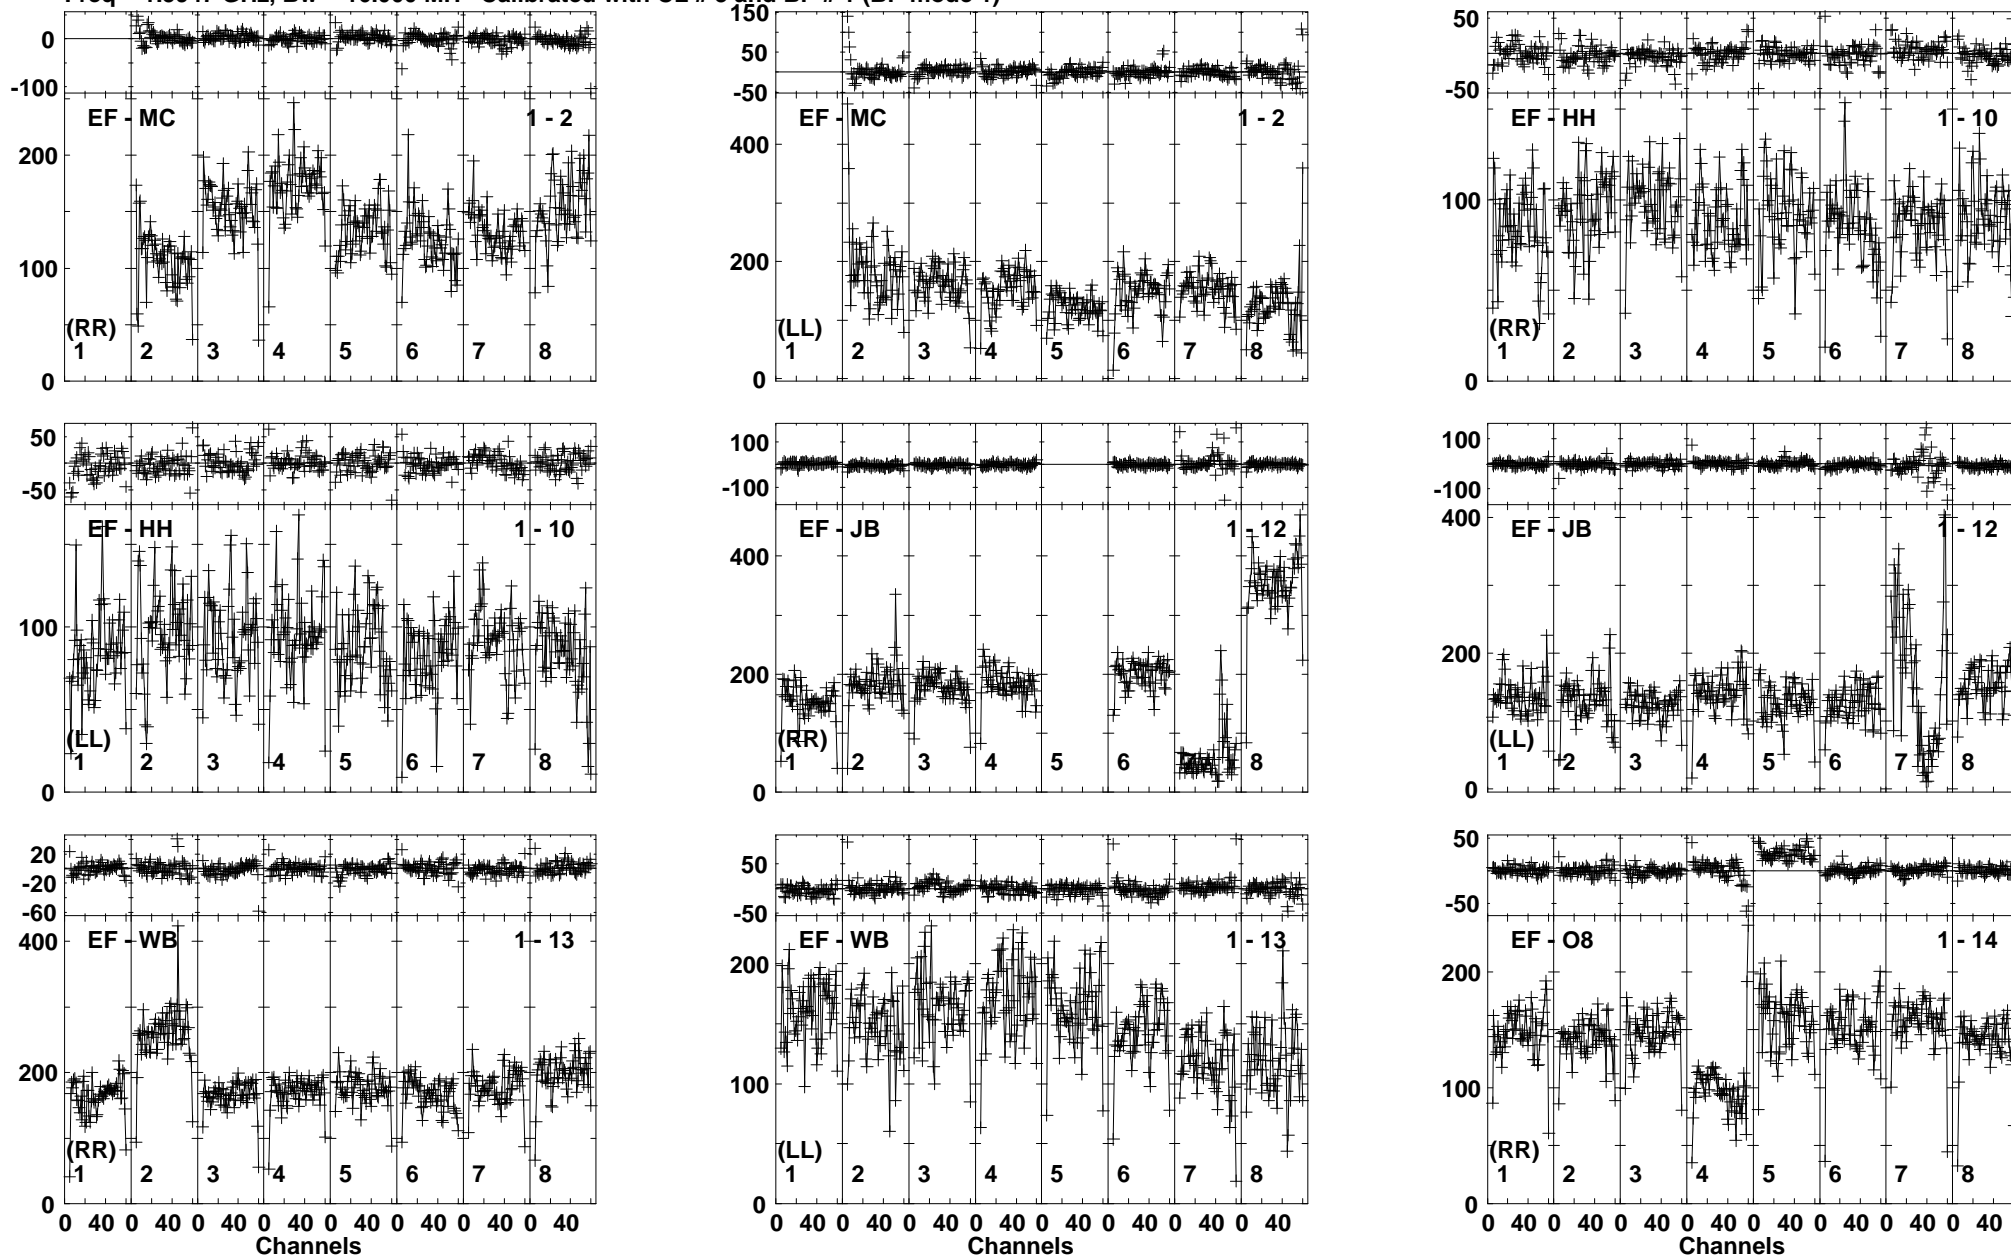 0 -100 150 50 -50 50 0 -50
EF - MC 1 - 2 EF - MC 1 - 2 EF - HH 1 - 10
200 100 0 400 200 0 100 0
(RR) (LL) (RR)
1 2 3 4 5 6 7 8 1 2 3 4 5 6 7 8 1 2 3 4 5 6 7 8
50 -50 100 -100 100 -100
EF - HH 1 - 10 EF - JB 1 - 12 EF - JB 1 - 12
100 0 400 200 0 400 200 0
(LL) (RR) (LL)
1 2 3 4 5 6 7 8 1 2 3 4 6 7 8 1 2 3 4 5 6 7 8
20 -20 -60 50 -50 50 -50
EF - WB 1 - 13 EF - WB 1 - 13 EF - O8 1 - 14
400 200 0 200 100 0 200 100 0
(RR) (LL) (RR)
1 2 3 4 5 6 7 8 1 2 3 4 5 6 7 8 1 2 3 4 5 6 7 8
0 40 0 40 0 40 0 40 0 40 0 40 0 40 0 40 0 40 0 40 0 40 0 40 0 40 0 40 0 40 0 40 0 40 0 40 0 40 0 40 0 40 0 40 0 40 0 40
Channels Channels Channels